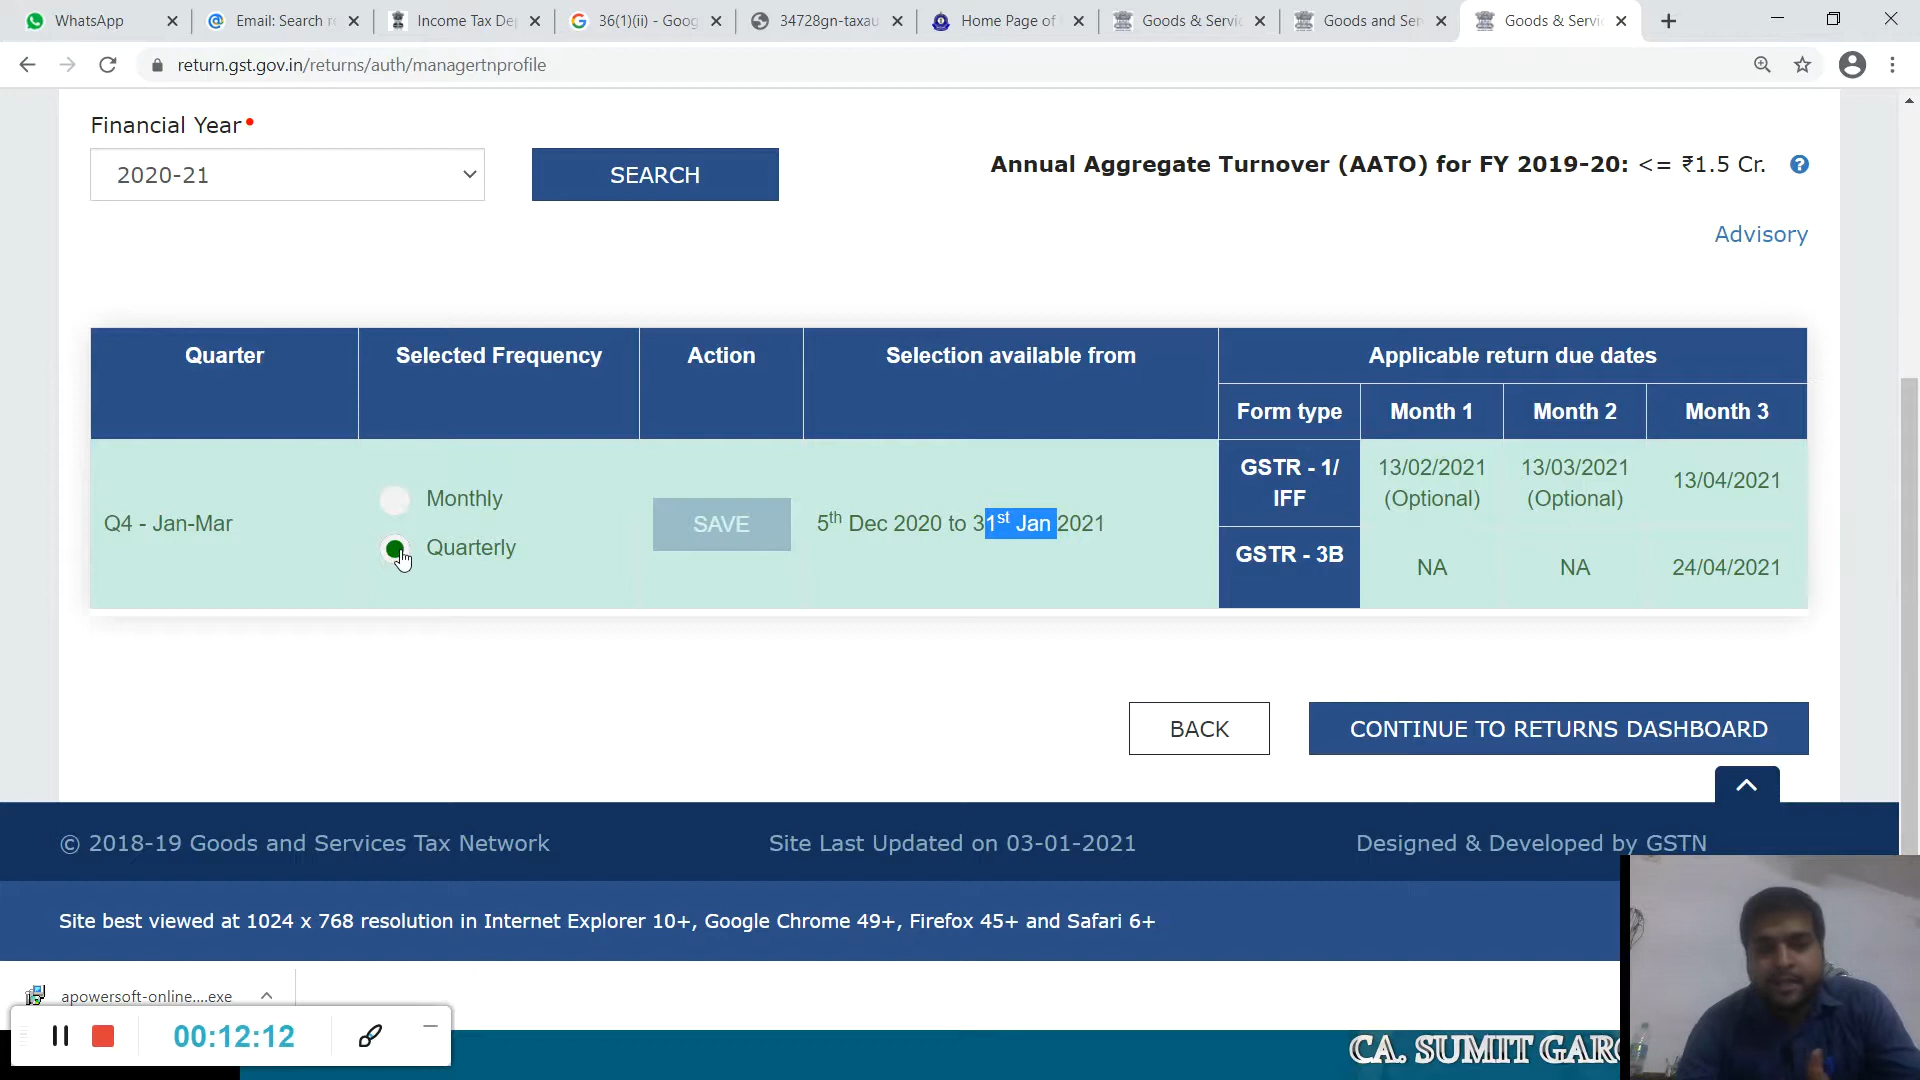 WhatsApp
Email: Search r
Income Tax De
36(1)(ii) - Goog
34728gn-taxau
Home Page of
Goods & Servic
Goods and Ser
Goods & Servic
return.gst.gov.in/returns/auth/managertnprofile
Financial Year
2020-21
SEARCH
Annual Aggregate Turnover (AATO) for FY 2019-20: <= ₹1.5 Cr.
?
Advisory
Quarter
Selected Frequency
Action
Selection available from
Applicable return due dates
Form type
Month 1
Month 2
Month 3
Q4 - Jan-Mar
Monthly
Quarterly
SAVE
5th Dec 2020 to 31st Jan 2021
GSTR - 1/
IFF
13/02/2021
(Optional)
13/03/2021
(Optional)
13/04/2021
GSTR - 3B
NA
NA
24/04/2021
BACK
CONTINUE TO RETURNS DASHBOARD
© 2018-19 Goods and Services Tax Network
Site Last Updated on 03-01-2021
Designed & Developed by GSTN
Site best viewed at 1024 x 768 resolution in Internet Explorer 10+, Google Chrome 49+, Firefox 45+ and Safari 6+
apowersoft-online....exe
00:12:12
CA. SUMIT GARG